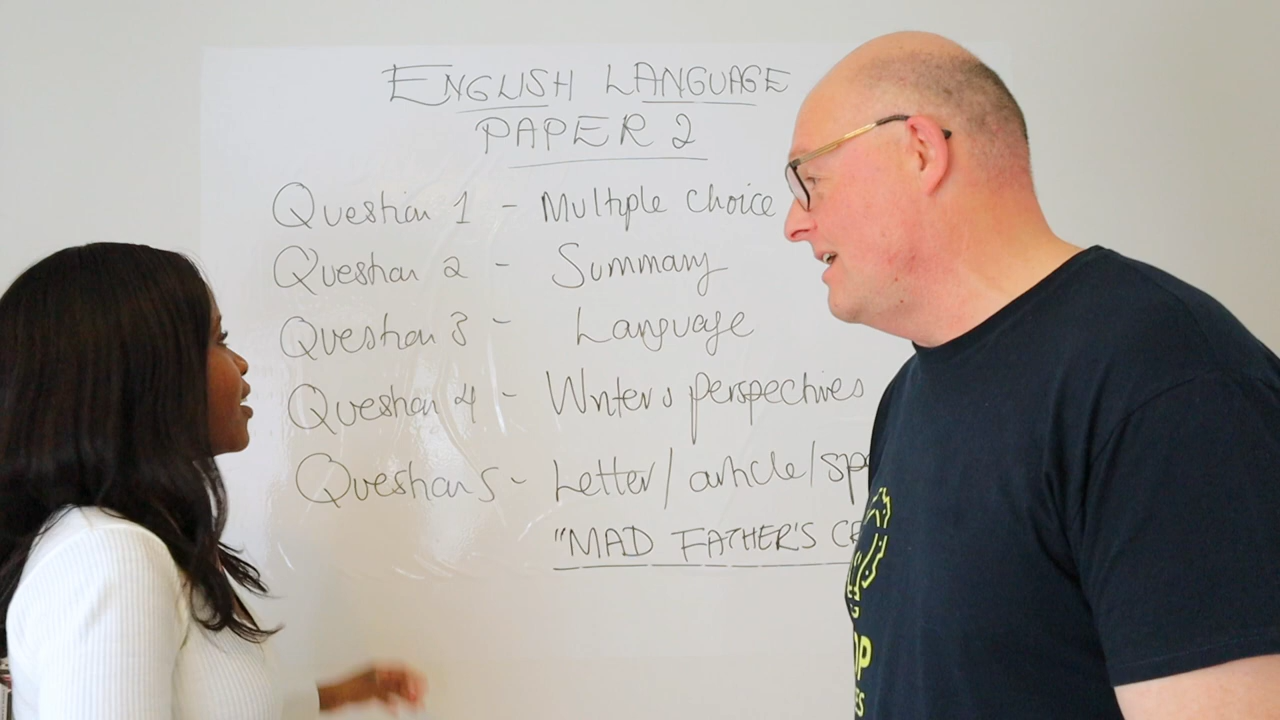 ENGLISH LANGUAGE
PAPER 2
Question 1 - Multiple Choice
Question 2 - Summary
Question 3 - Language
Question 4 - Writers perspectives
Question 5 - Letter/article/spe
"MAD FATHER'S